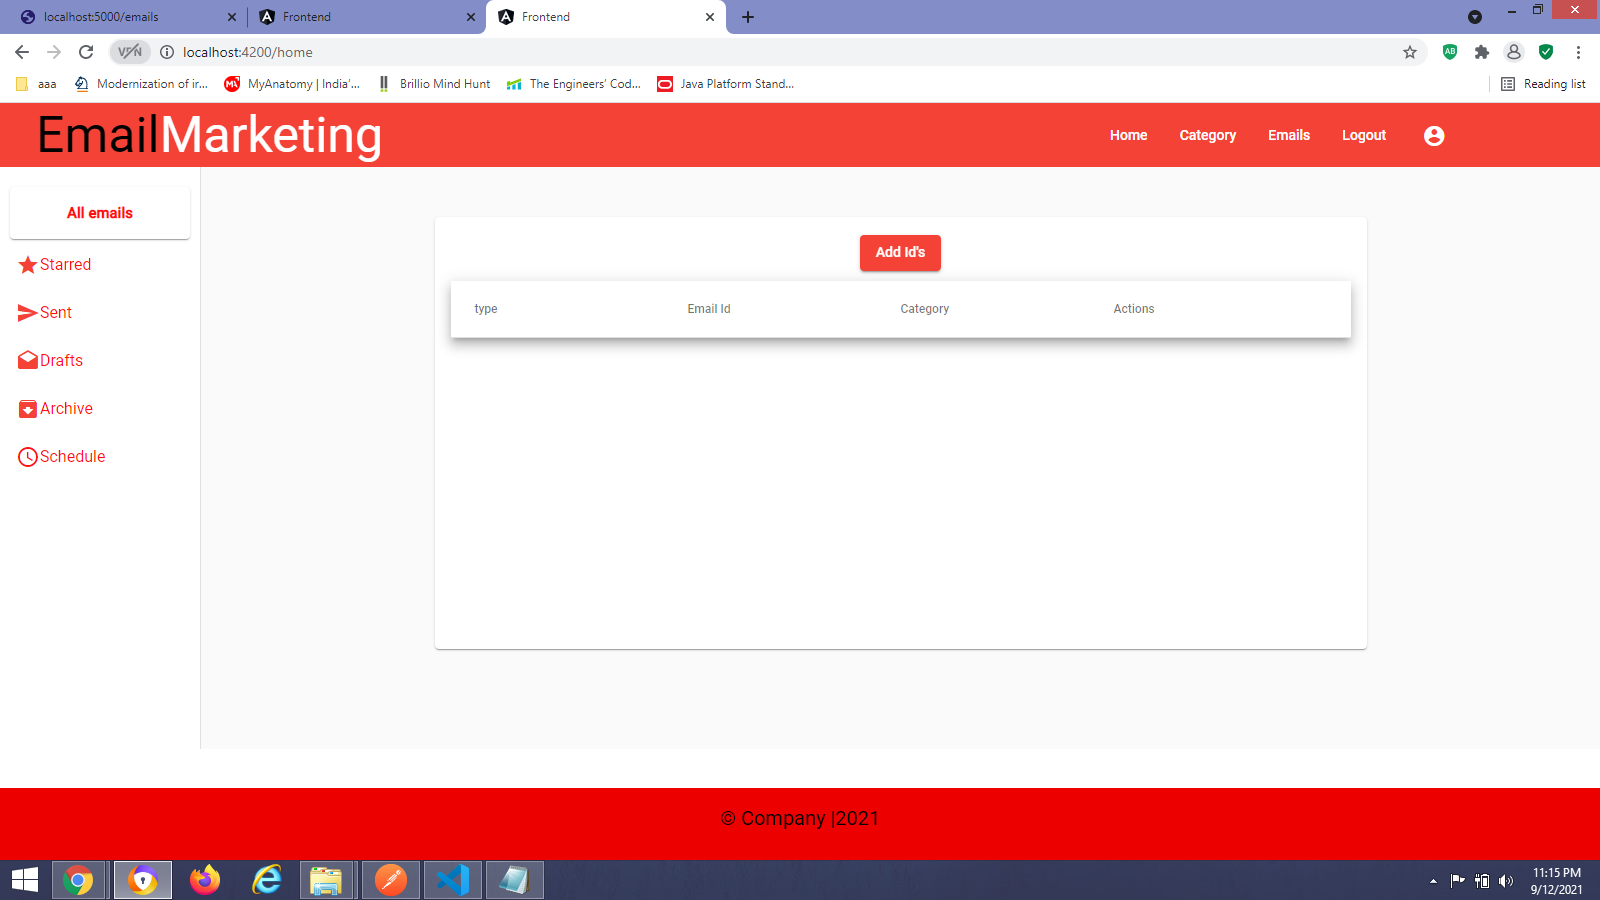 localhost:5000/emails
Frontend
Frontend
VPN
localhost:4200/home
AB
aaa
Modernization of ir...
MyAnatomy | India'...
Brillio Mind Hunt
The Engineers' Cod...
Java Platform Stand...
Reading list
EmailMarketing
Home
Category
Emails
Logout
All emails
Starred
Sent
Drafts
Archive
Schedule
Add Id's
type
Email Id
Category
Actions
© Company |2021
11:15 PM
9/12/2021